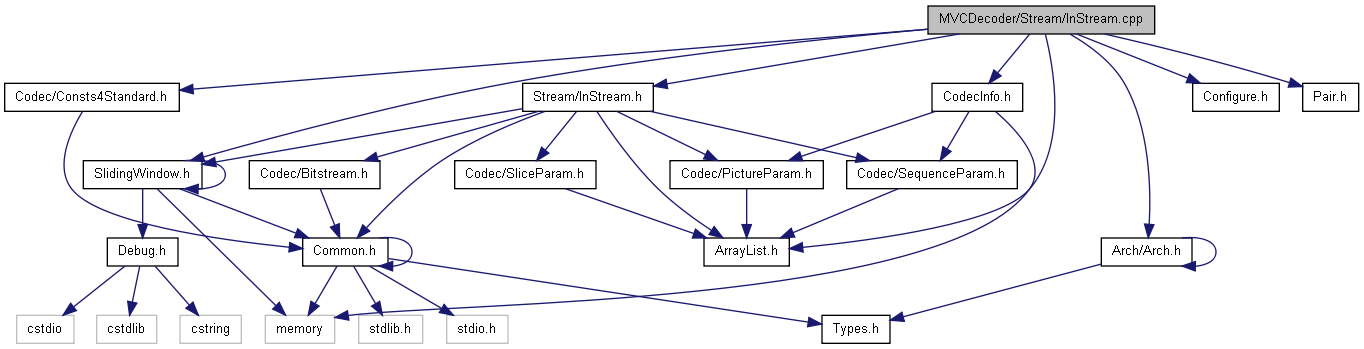 MVCDecoder/Stream/InStream.cpp
Codec/Consts4Standard.h
Stream/InStream.h
CodecInfo.h
Configure.h
Pair.h
SlidingWindow.h
Codec/Bitstream.h
Codec/SliceParam.h
Codec/PictureParam.h
Codec/SequenceParam.h
Debug.h
Common.h
ArrayList.h
Arch/Arch.h
cstdio
cstdlib
cstring
memory
stdlib.h
stdio.h
Types.h